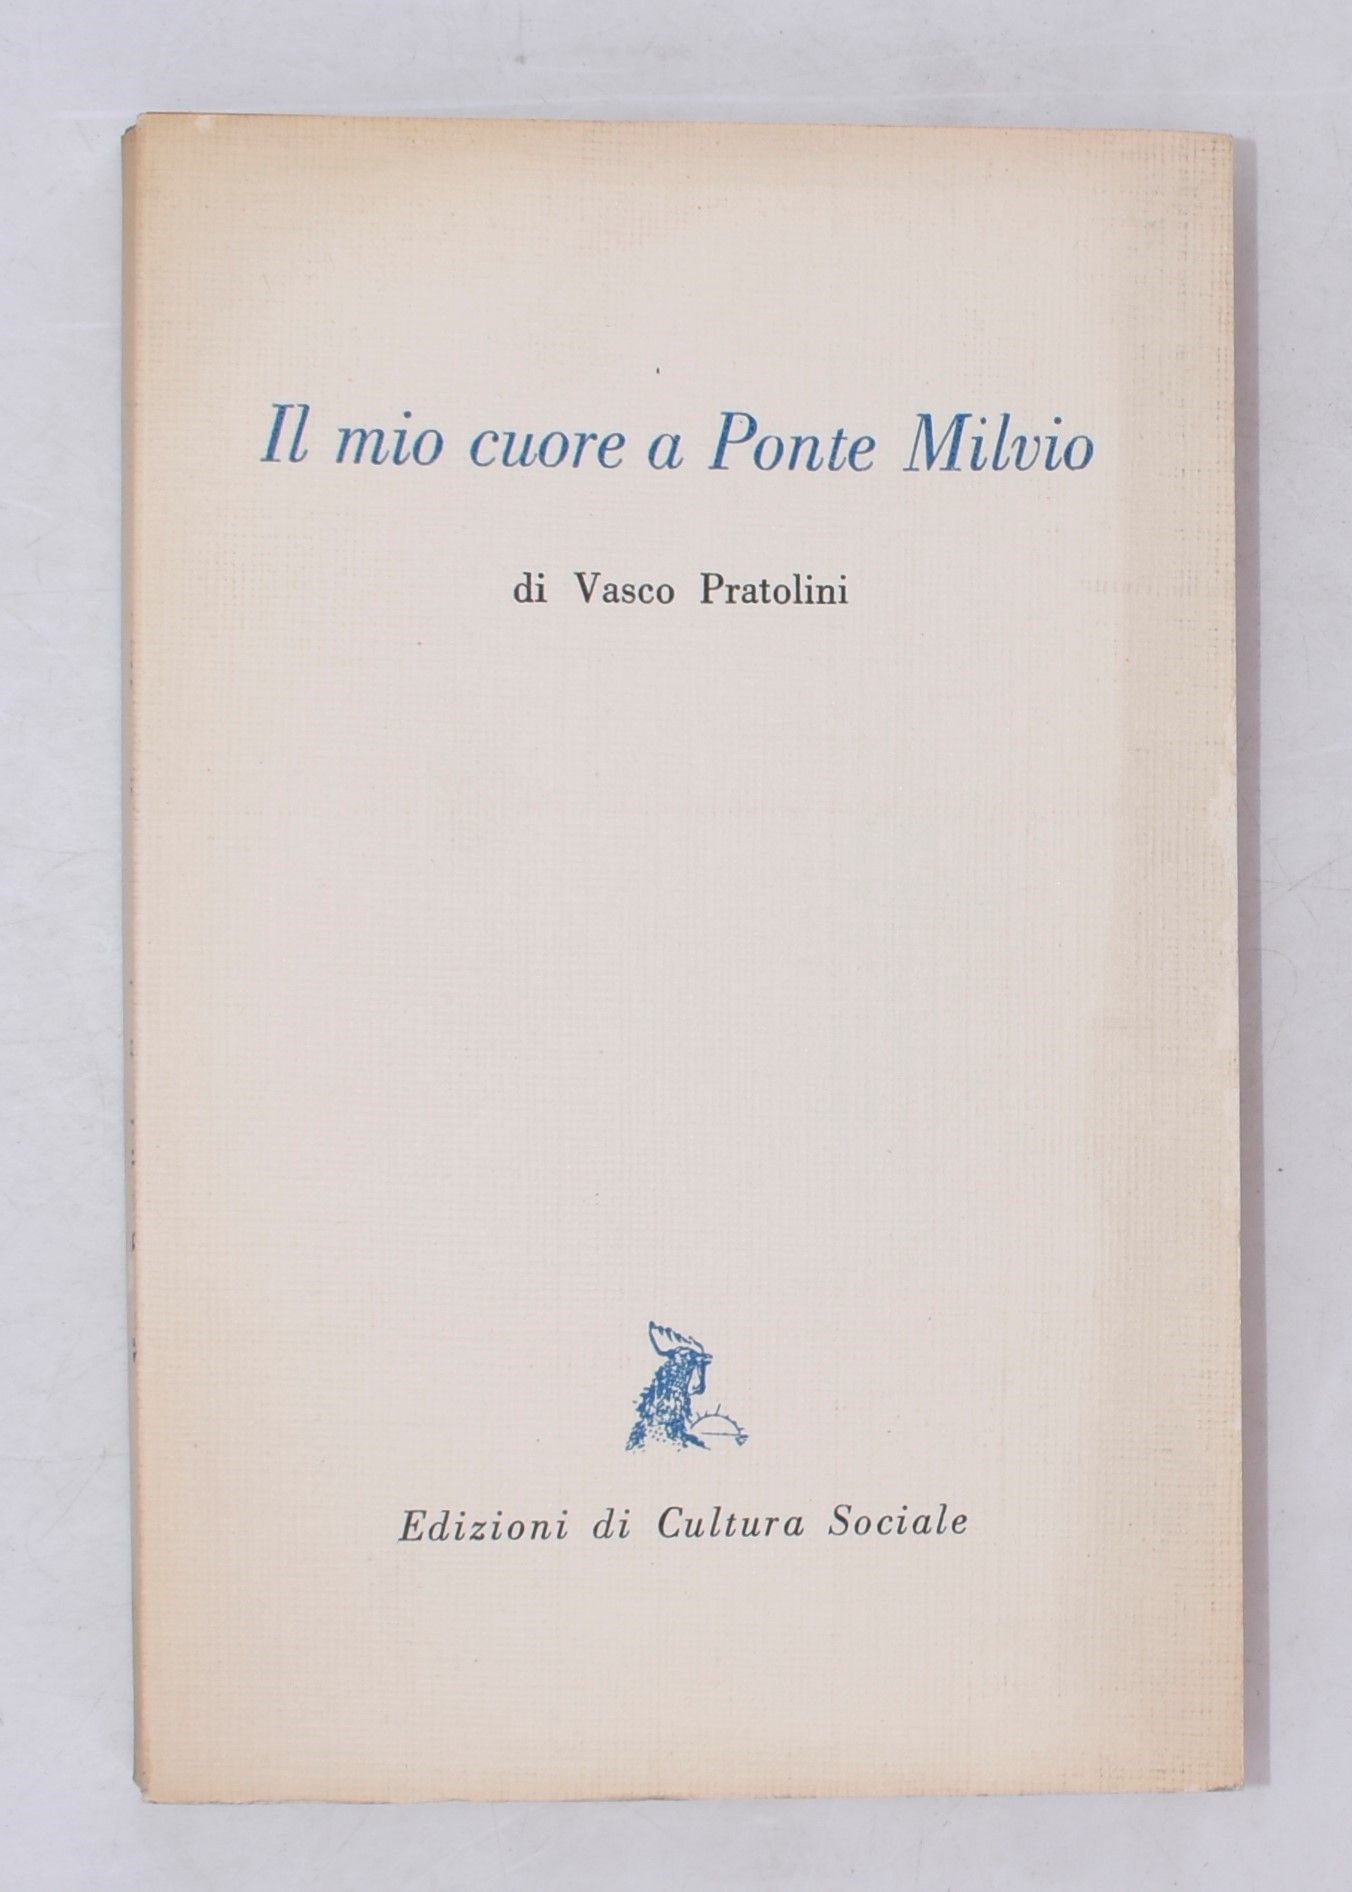 Il mio cuore a Ponte Milvio
di Vasco Pratolini
Edizioni di Cultura Sociale